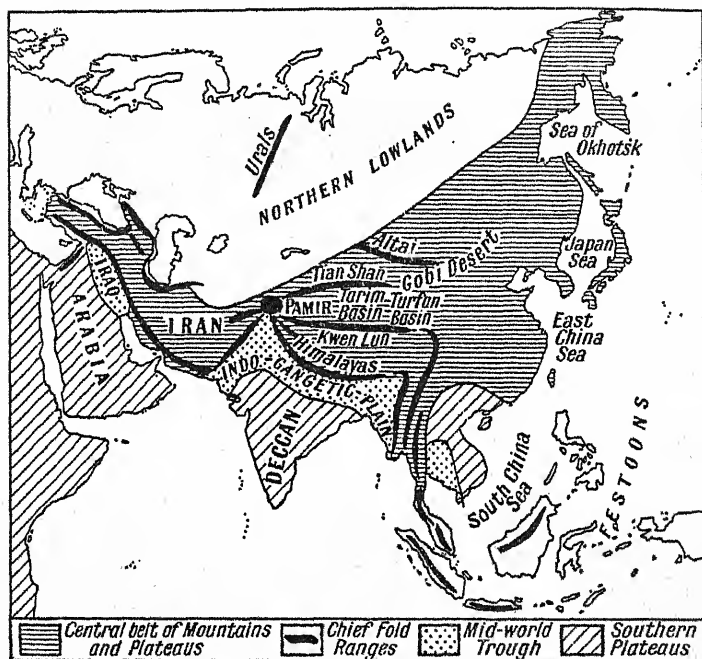 Urals
NORTHERN LOWLANDS
Sea of
Okhotsk
Altai
Japan
Sea
Tian Shan
Gobi Desert
IRAQ
ARABIA
IRAN
PAMIR
Tarim
Basin
Turfan
Basin
East
China
Sea
Kwen Lun
Himalayas
INDO-GANGETIC-PLAIN
DECCAN
South China
Sea
FESTOONS
Central belt of Mountains
and Plateaus
Chief Fold
Ranges
Mid-world
Trough
Southern
Plateaus